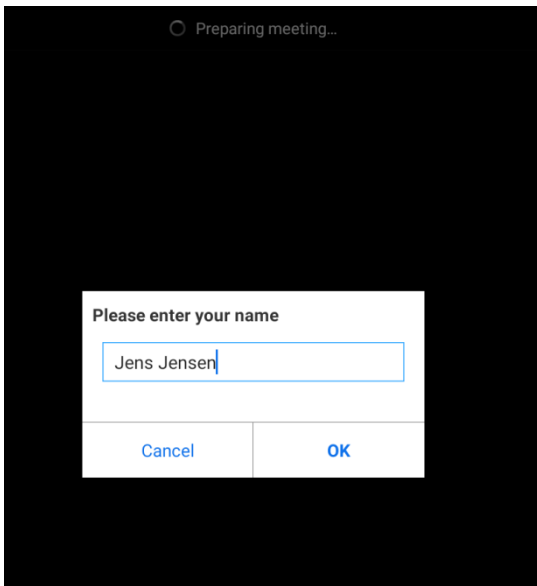 Preparing meeting...
Please enter your name
Jens Jensen
Cancel
OK